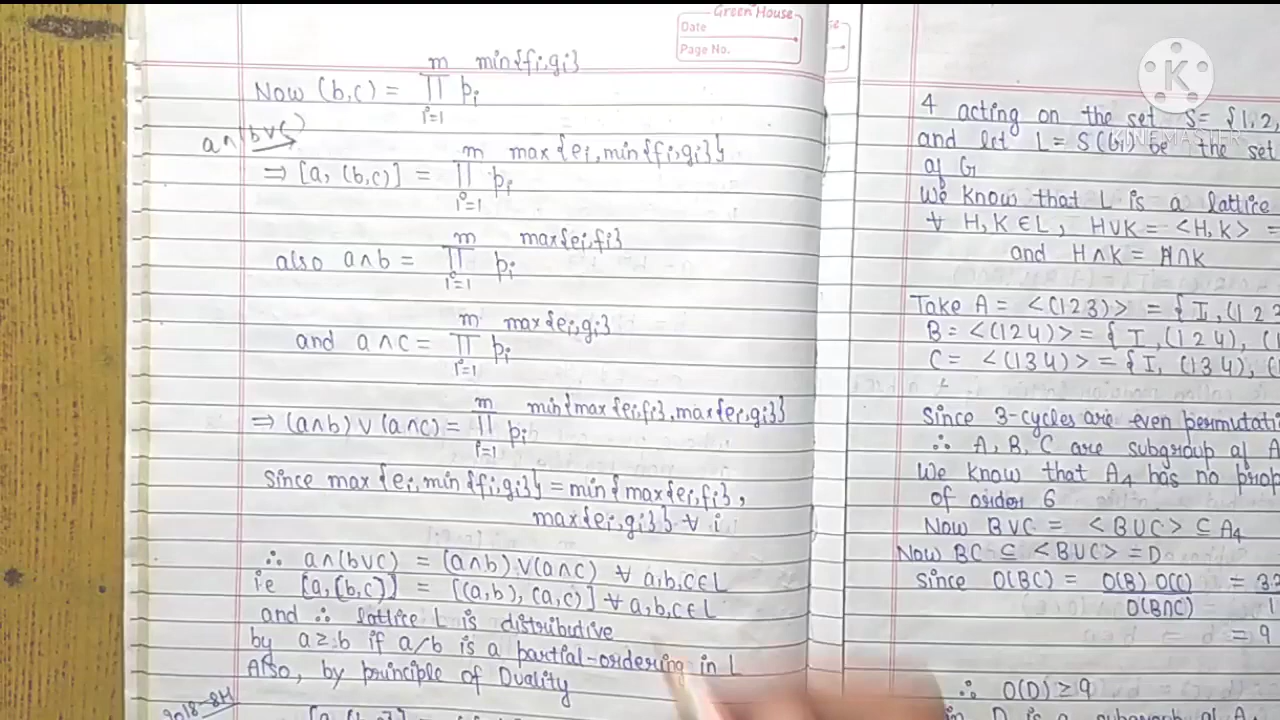 Green House
Date
Page No.
Now (b,c) = ∏_{i=1}^{m} p_i^{min{f_i,g_i}}
a∧(b∨c)
⇒ [a, (b,c)] = ∏_{i=1}^{m} p_i^{max{e_i,min{f_i,g_i}}}
also a∧b = ∏_{i=1}^{m} p_i^{max{e_i,f_i}}
and a∧c = ∏_{i=1}^{m} p_i^{max{e_i,g_i}}
⇒ (a∧b)∨(a∧c) = ∏_{i=1}^{m} p_i^{min{max{e_i,f_i},max{e_i,g_i}}}
Since max{e_i,min{f_i,g_i}} = min{max{e_i,f_i},
max{e_i,g_i}} ∀ i
∴ a∧(b∨c) = (a∧b)∨(a∧c) ∀ a,b,c∈L
ie [a,(b,c)] = [(a,b),(a,c)] ∀ a,b,c∈L
and ∴ lattice L is distributive
by a≥b if a/b is a partial-ordering in L
Also, by principle of Duality
2018-8M
K
KINEMASTER
4 acting on the set S= {1,2,
and let L= S(G) be the set
of G
We know that L is a lattice
∀ H,K∈L, H∨K= <H,K> =
and H∧K = H∩K
Take A= <(123)> = { I,(12
B= <(124)> = { I,(124), (1
C= <(134)> = { I, (134), (
Since 3-cycles are even permutati
∴ A, B, C are subgroup of A
We know that A₄ has no prop
of order 6
Now B∨C = <B∪C> ⊆ A₄
Now BC ⊆ <B∪C> = D
Since O(BC) = O(B) O(C) / O(B∩C) = 3.3 / 1
= 9
∴ O(D) ≥ 9